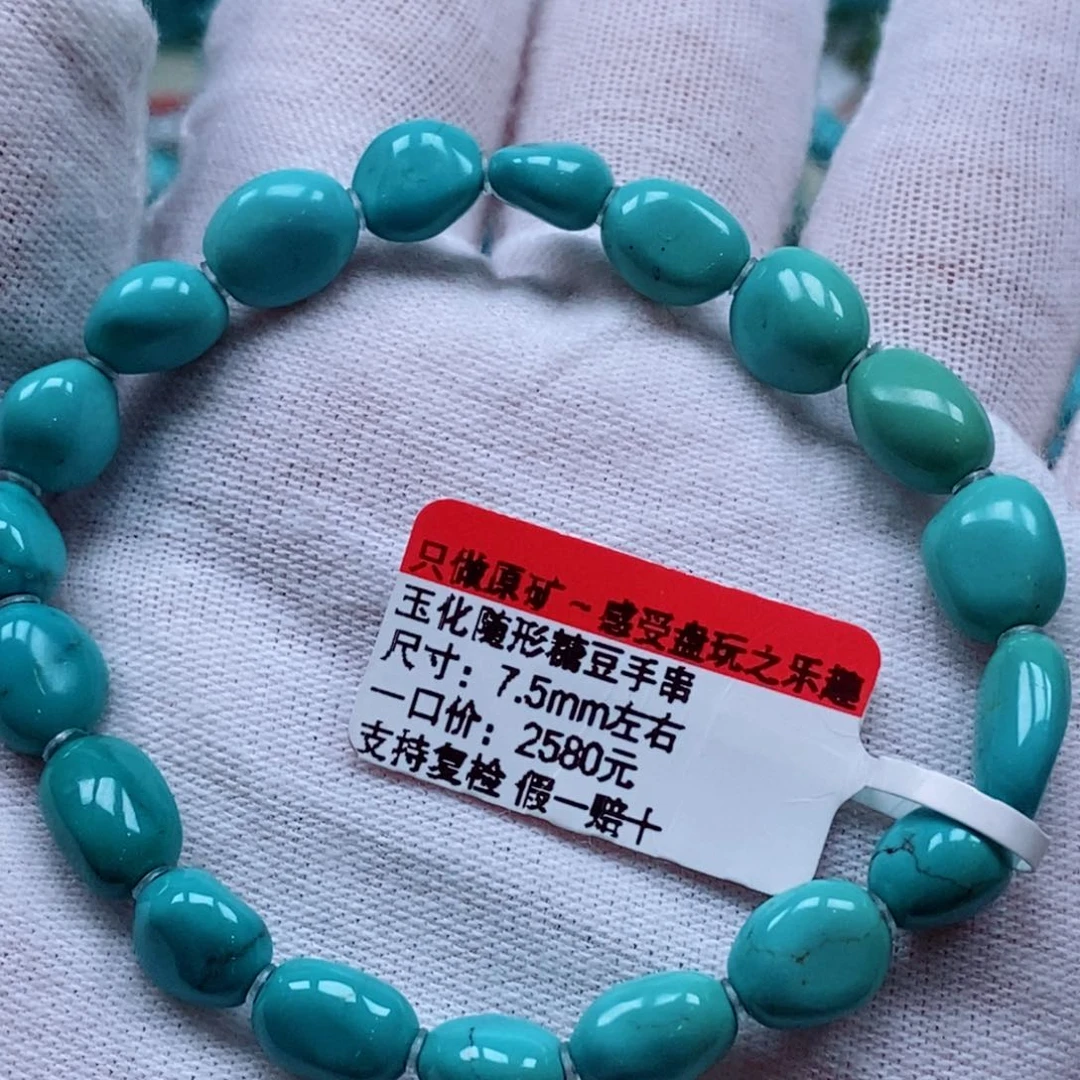 只做原矿~感受盘玩之乐趣
玉化随形糖豆手串
尺寸：7.5mm左右
一口价：2580元
支持复检 假一赔十